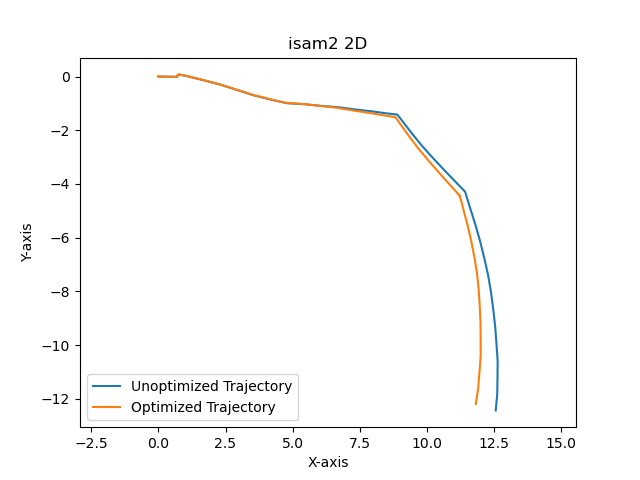 isam2 2D
0
−2
−4
−6
−8
−10
−12
Y-axis
Unoptimized Trajectory
Optimized Trajectory
−2.5 0.0 2.5 5.0 7.5 10.0 12.5 15.0
X-axis